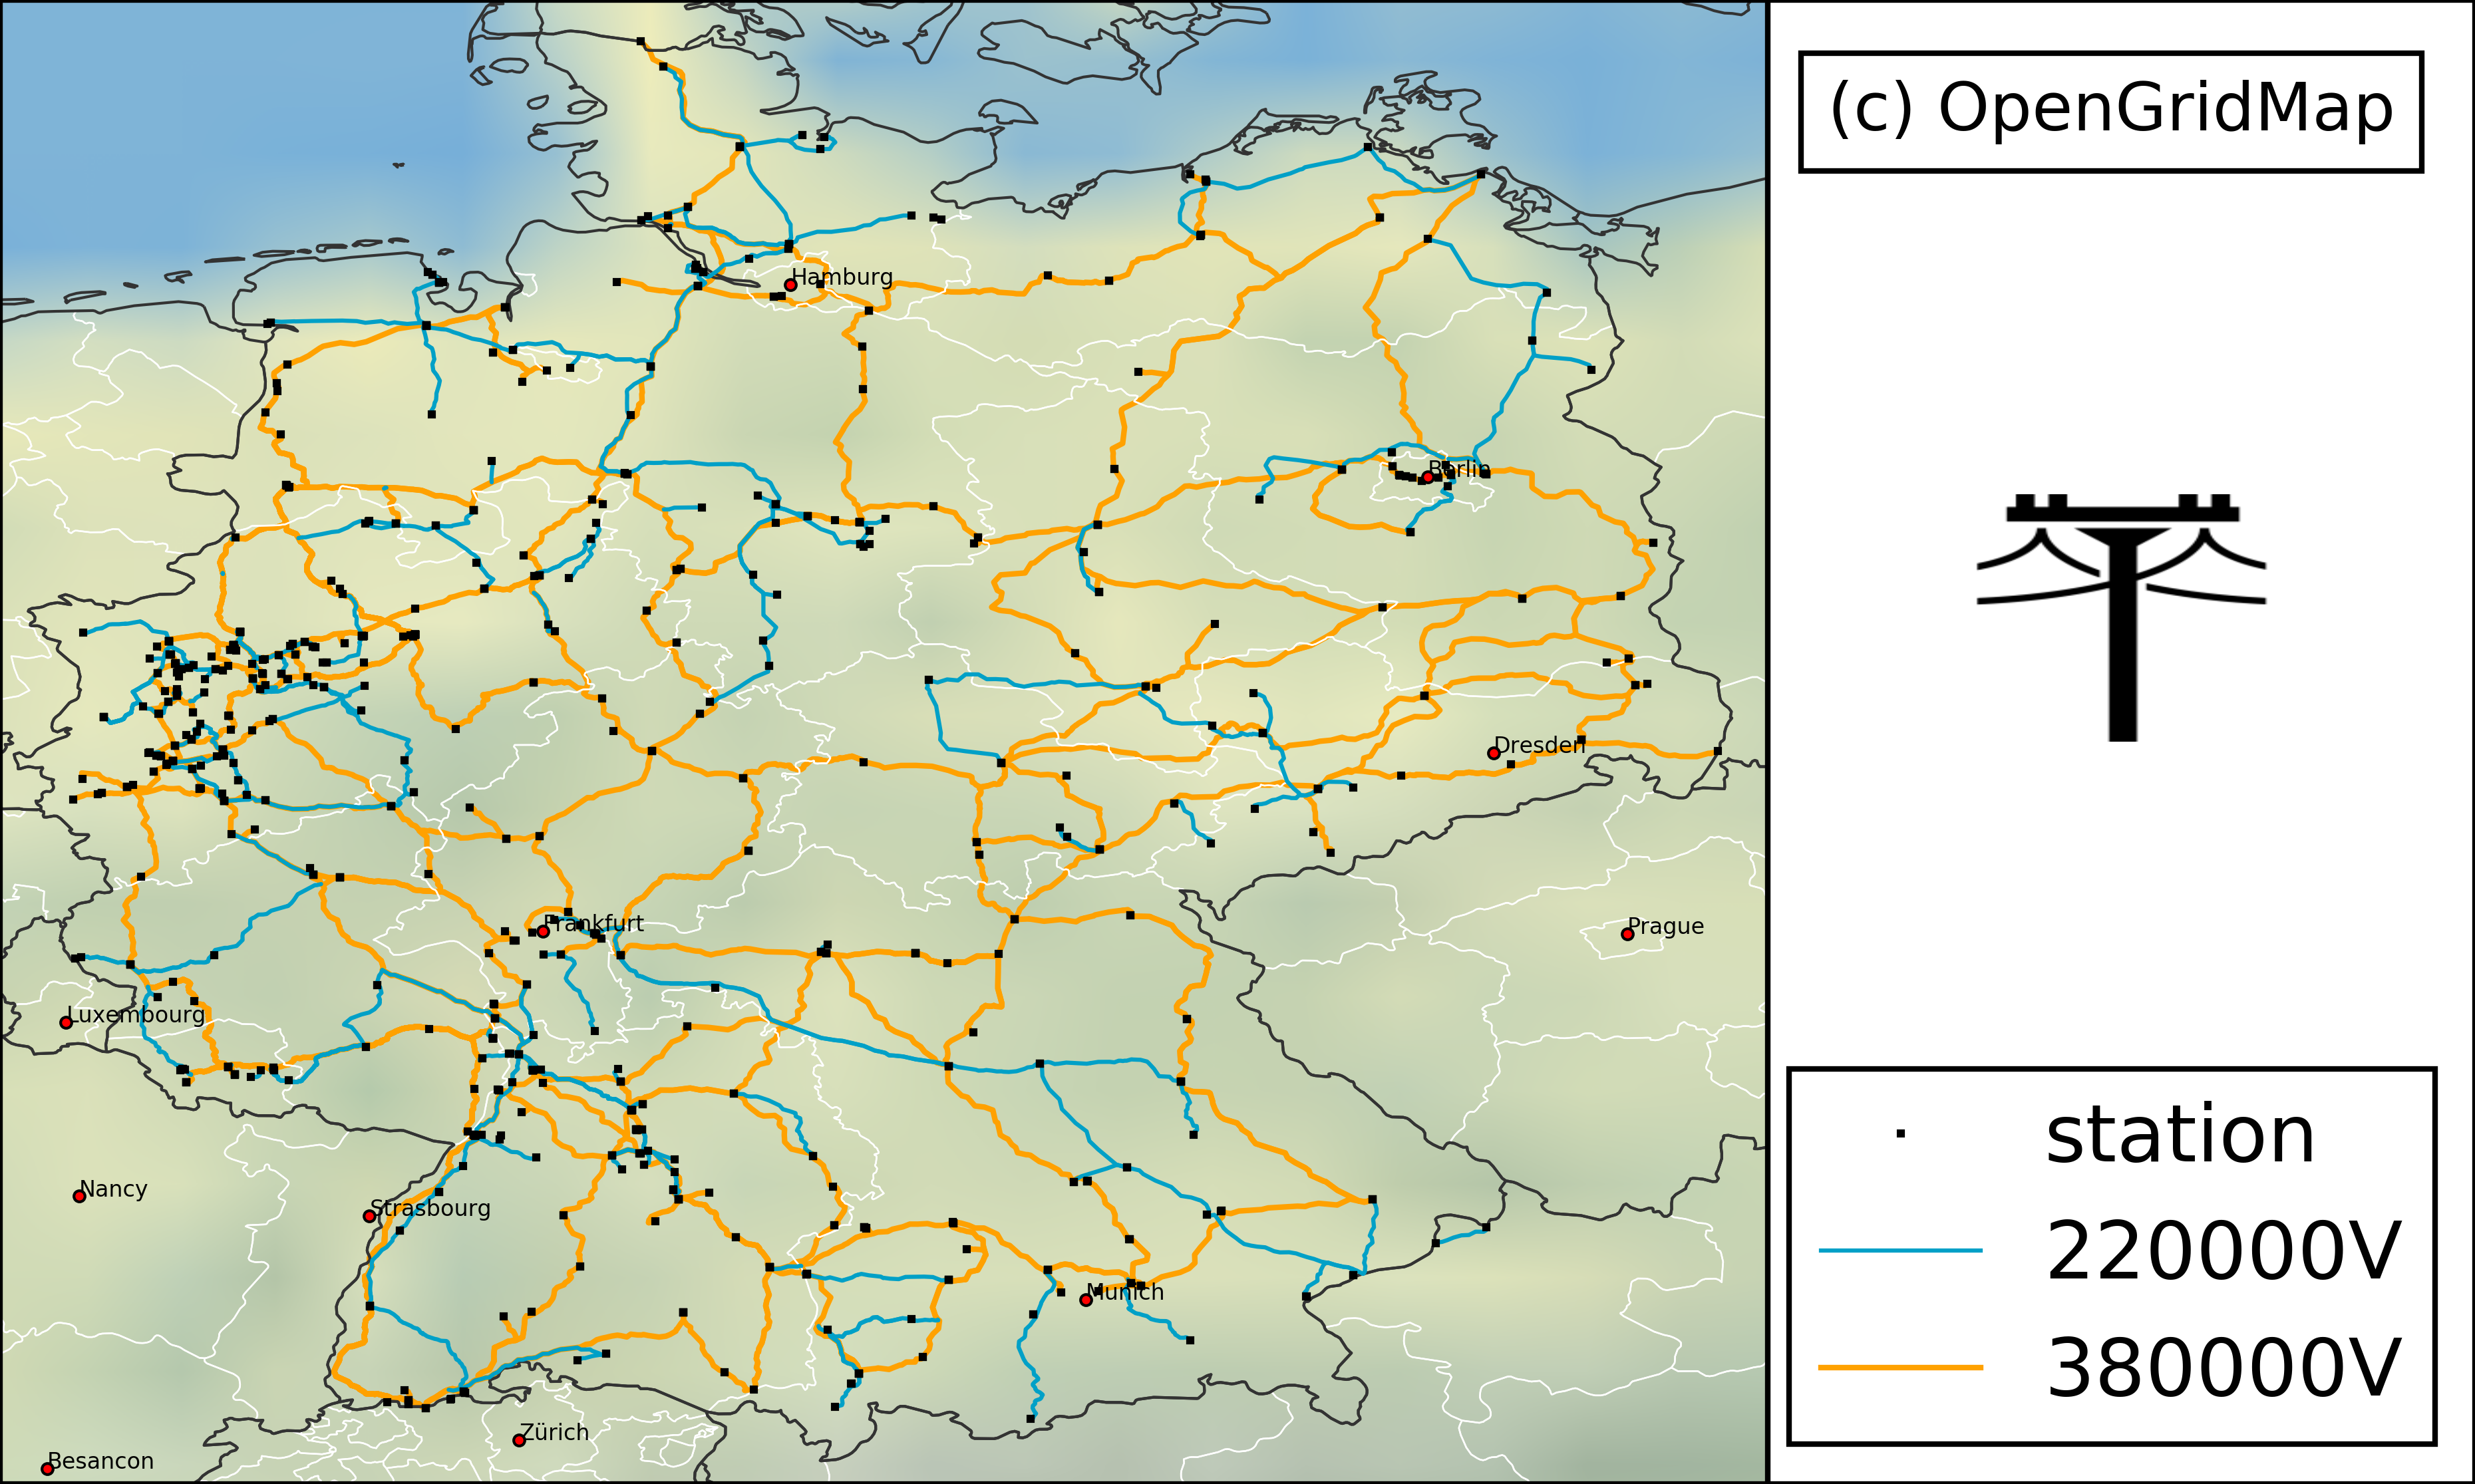 (c) OpenGridMap
Hamburg
Berlin
Dresden
Frankfurt
Prague
Luxembourg
Nancy
Strasbourg
Munich
Zürich
Besancon
station
220000V
380000V